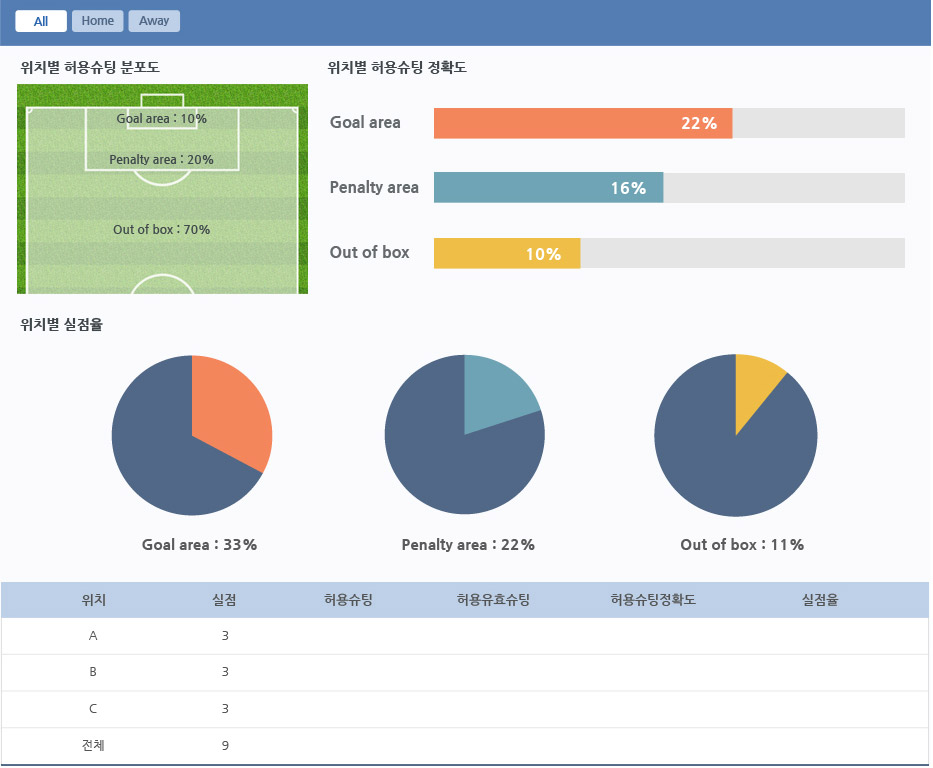 All Home Away
위치별 허용슈팅 분포도
위치별 허용슈팅 정확도
Goal area : 10%
Penalty area : 20%
Out of box : 70%
Goal area 22%
Penalty area 16%
Out of box 10%
위치별 실점율
Goal area : 33% Penalty area : 22% Out of box : 11%
위치 실점 허용슈팅 허용유효슈팅 허용슈팅정확도 실점율
A 3
B 3
C 3
전체 9